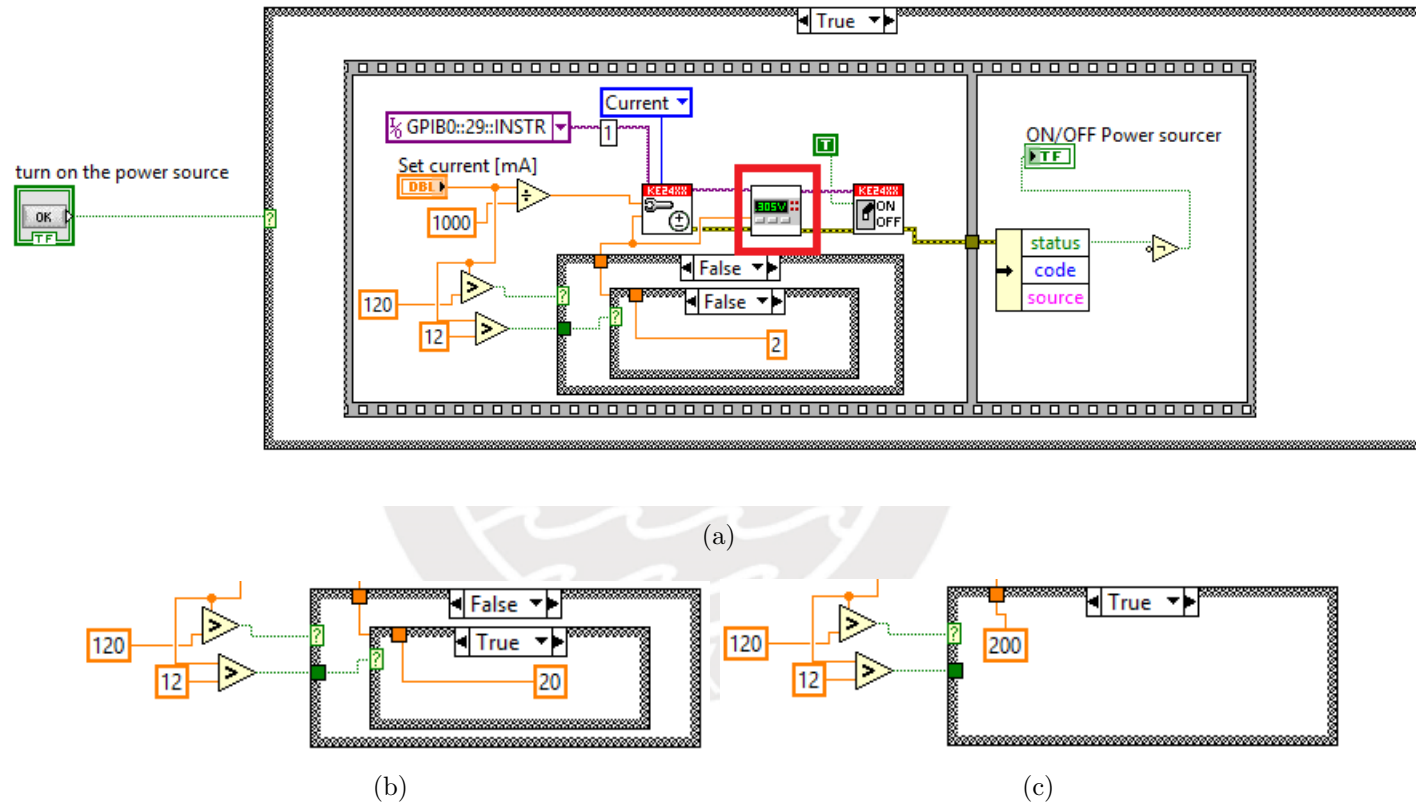 True
Current
GPIB0::29::INSTR
1
T
ON/OFF Power sourcer
TF
turn on the power source
OK
TF
Set current [mA]
DBL
1000
KE24XX
305V
KE24XX
ON
OFF
status
code
source
False
False
120
12
2
(a)
False
True
120
12
20
True
120
12
200
(b)
(c)